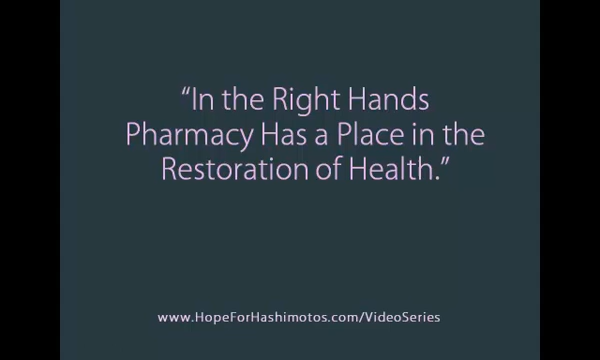 “In the Right Hands
Pharmacy Has a Place in the
Restoration of Health.”
www.HopeForHashimotos.com/VideoSeries